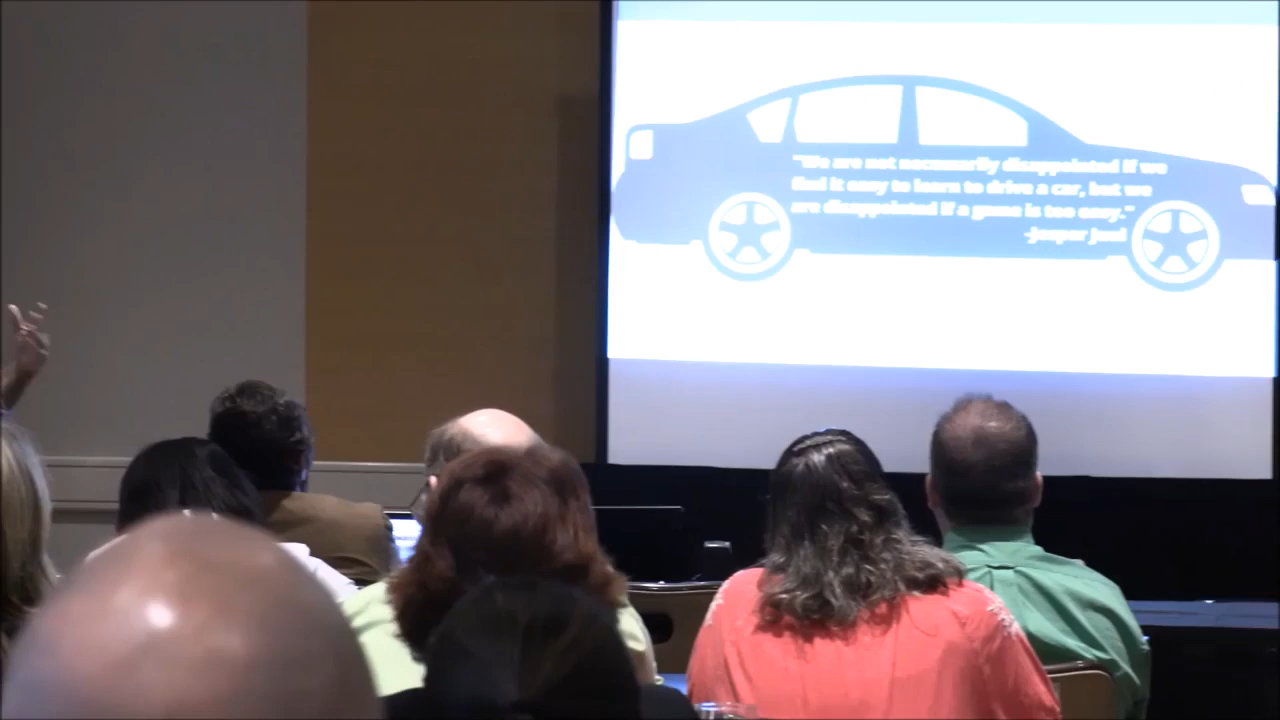 "We are not necessarily disappointed if we
find it easy to learn to drive a car, but we
are disappointed if a game is too easy."
-Jesper Juul